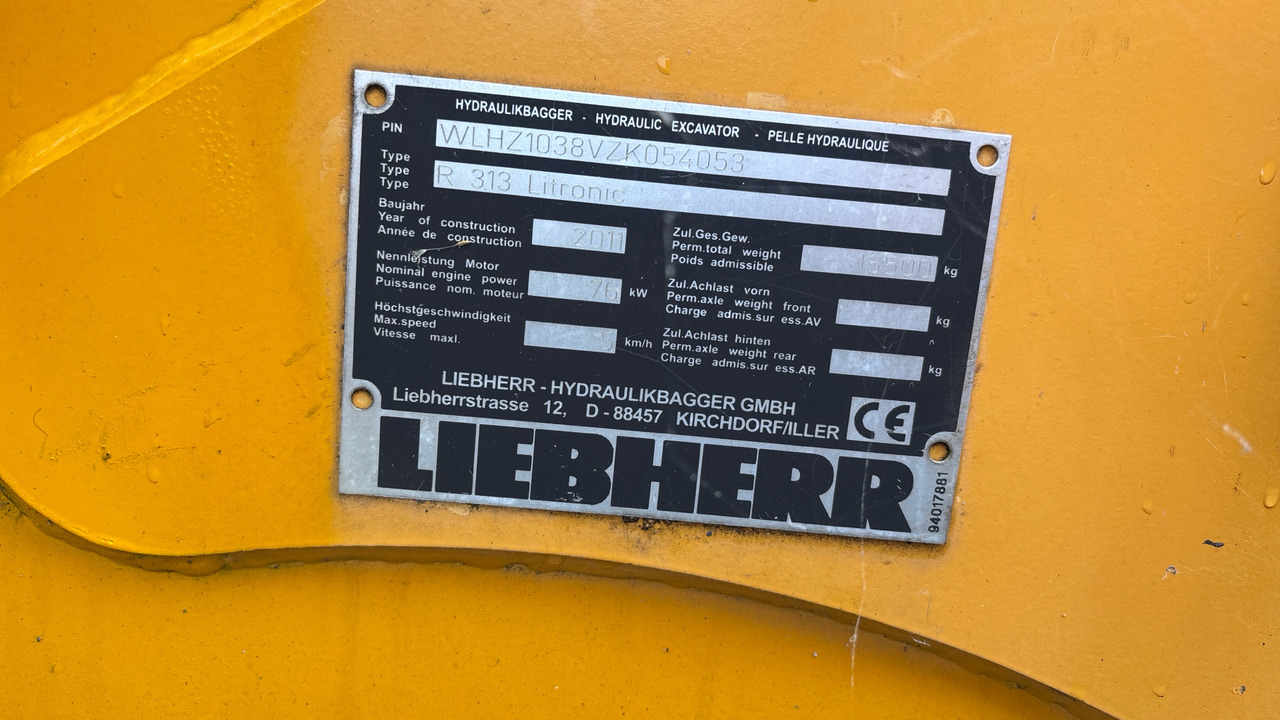 HYDRAULIKBAGGER - HYDRAULIC EXCAVATOR - PELLE HYDRAULIQUE
PIN WLHZ1038VZK054053
Type
Type R 313 Litronic
Type
Baujahr
Year of construction 2011
Année de construction
Nennleistung Motor
Nominal engine power 76 kW
Puissance nom. moteur
Höchstgeschwindigkeit
Max.speed km/h
Vitesse maxl.
Zul.Ges.Gew.
Perm.total weight 16500 kg
Poids admissible
Zul.Achlast vorn
Perm.axle weight front kg
Charge admis.sur ess.AV
Zul.Achlast hinten
Perm.axle weight rear kg
Charge admis.sur ess.AR
LIEBHERR - HYDRAULIKBAGGER GMBH
Liebherrstrasse 12, D - 88457 KIRCHDORF/ILLER
CE
LIEBHERR
94017881